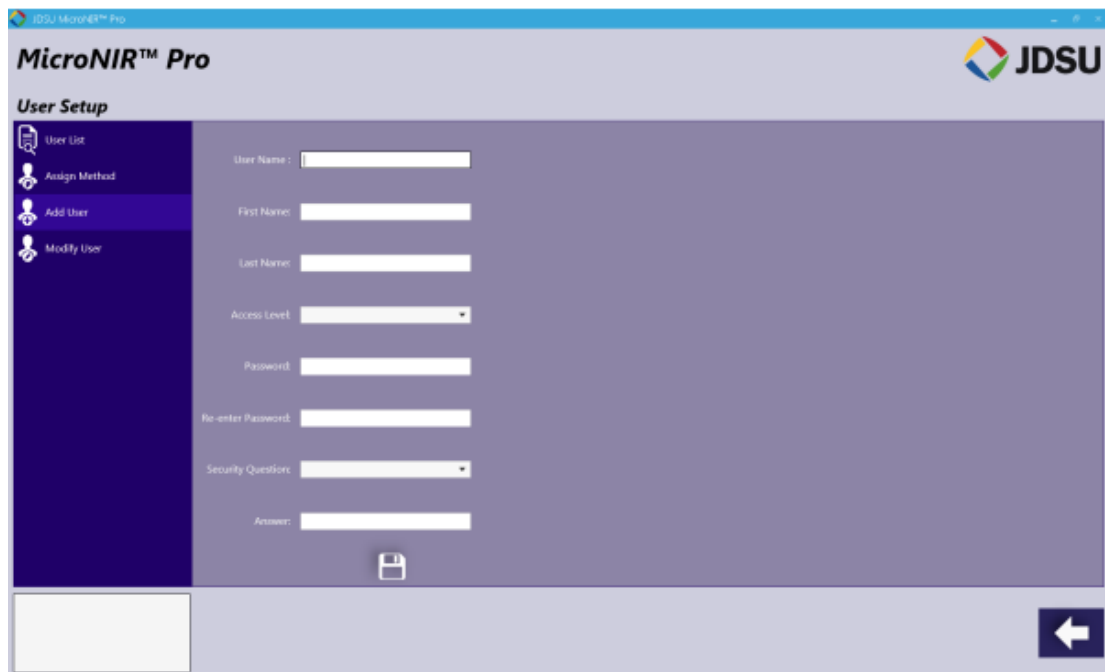 JDSU MicroNIR™ Pro
MicroNIR™ Pro
JDSU
User Setup
User List
Assign Method
Add User
Modify User
User Name :
First Name:
Last Name:
Access Level:
Password:
Re-enter Password:
Security Question:
Answer: